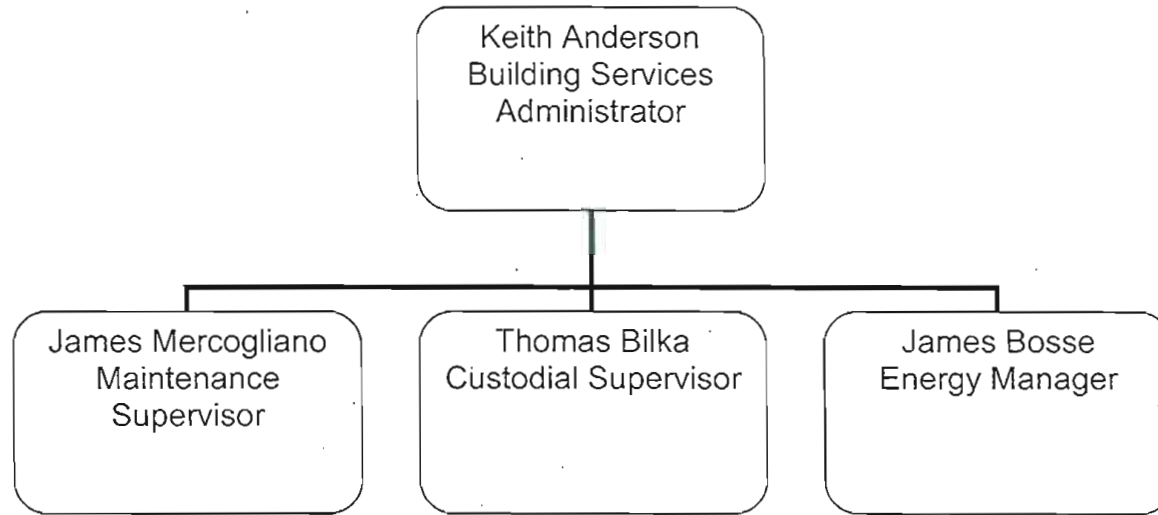 Keith Anderson
Building Services
Administrator
James Mercogliano
Maintenance
Supervisor
Thomas Bilka
Custodial Supervisor
James Bosse
Energy Manager